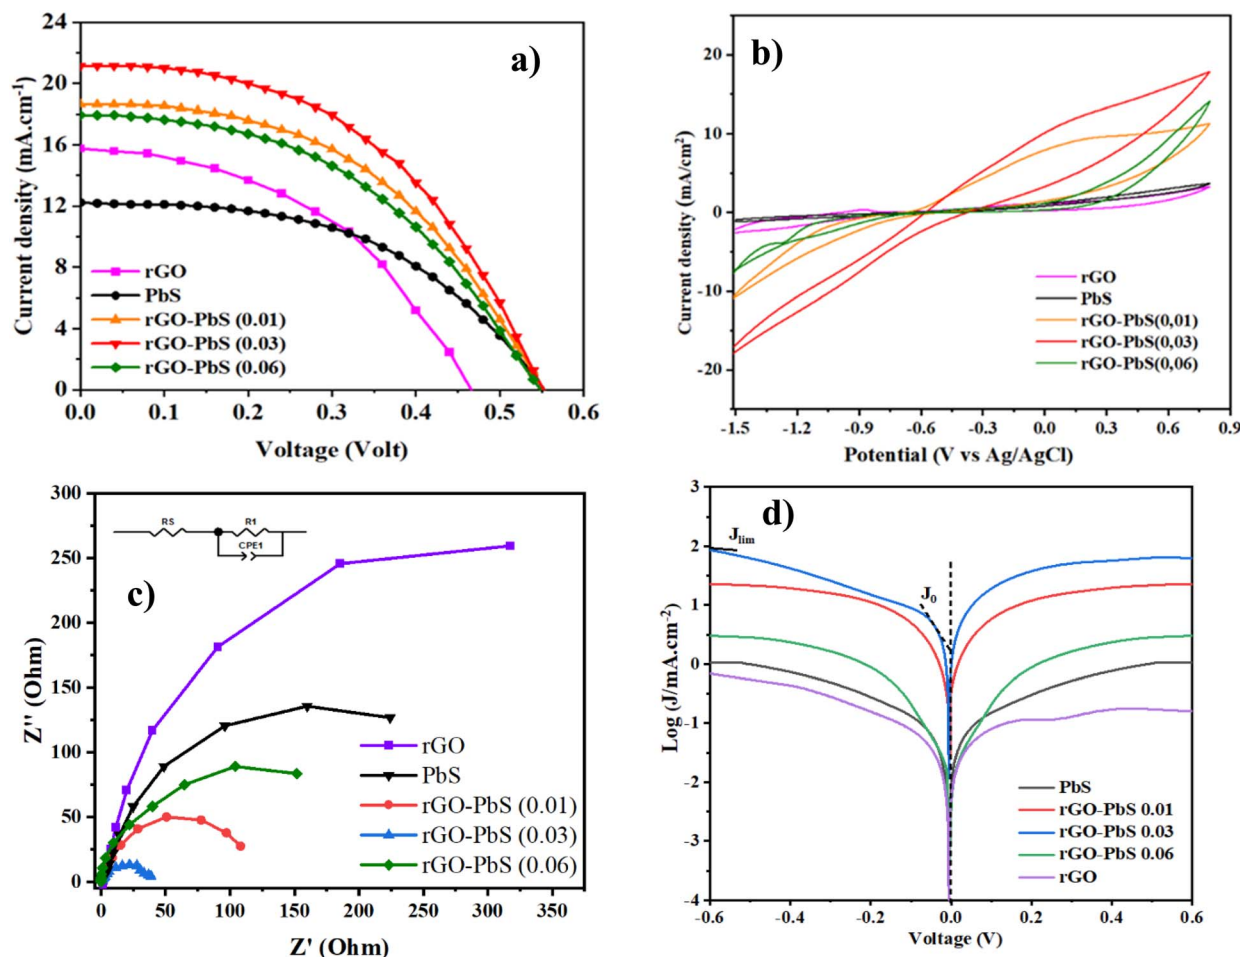 a)
Current density (mA.cm⁻¹)
24
20
16
12
8
4
0
rGO
PbS
rGO-PbS (0.01)
rGO-PbS (0.03)
rGO-PbS (0.06)
0.0 0.1 0.2 0.3 0.4 0.5 0.6
Voltage (Volt)
b)
Current density (mA/cm²)
20
10
0
-10
-20
rGO
PbS
rGO-PbS(0,01)
rGO-PbS(0,03)
rGO-PbS(0,06)
-1.5 -1.2 -0.9 -0.6 -0.3 0.0 0.3 0.6 0.9
Potential (V vs Ag/AgCl)
c)
Z'' (Ohm)
300
250
200
150
100
50
0
RS R1
CPE1
rGO
PbS
rGO-PbS (0.01)
rGO-PbS (0.03)
rGO-PbS (0.06)
0 50 100 150 200 250 300 350
Z' (Ohm)
d)
Log (J/mA.cm⁻²)
3
2
1
0
-1
-2
-3
-4
Jlim
J0
PbS
rGO-PbS 0.01
rGO-PbS 0.03
rGO-PbS 0.06
rGO
-0.6 -0.4 -0.2 0.0 0.2 0.4 0.6
Voltage (V)